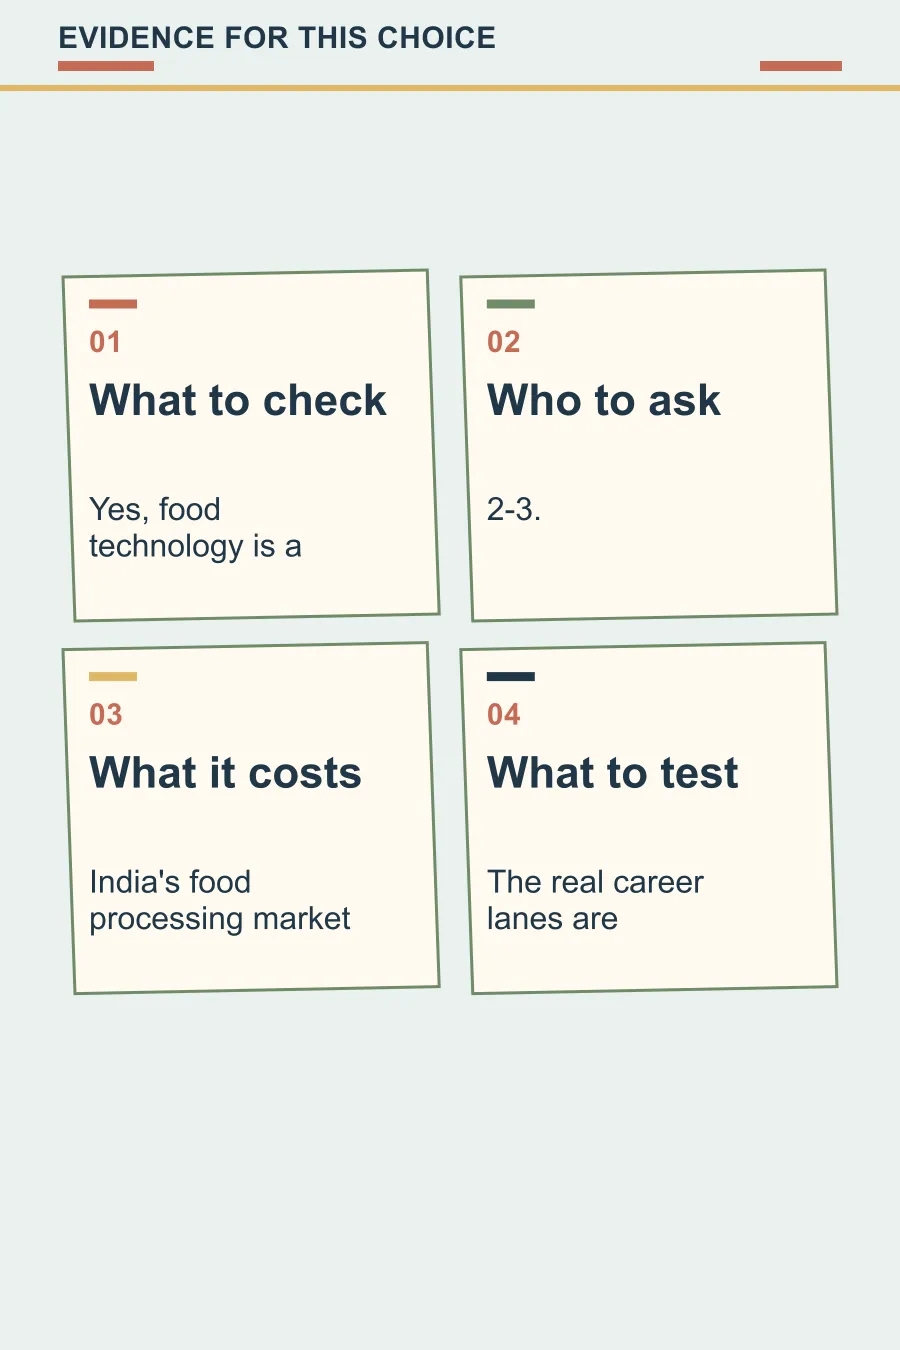 EVIDENCE FOR THIS CHOICE
01
What to check
Yes, food
technology is a
02
Who to ask
2-3.
03
What it costs
India's food
processing market
04
What to test
The real career
lanes are